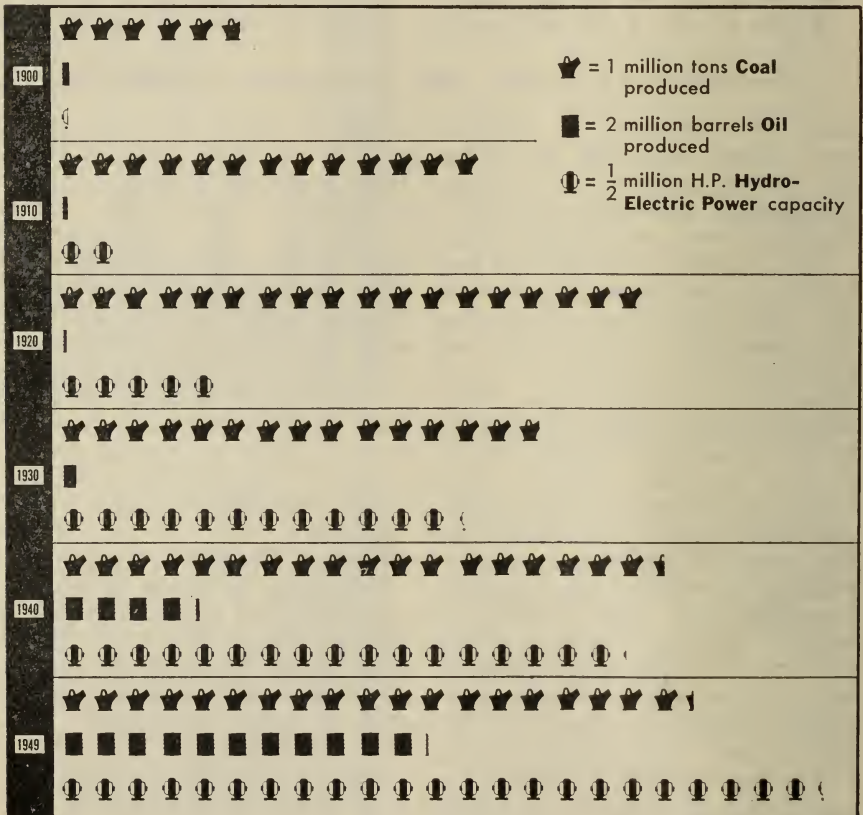 1900
= 1 million tons Coal
produced
= 2 million barrels Oil
produced
= 1/2 million H.P. Hydro-
Electric Power capacity
1910
1920
1930
1940
1949